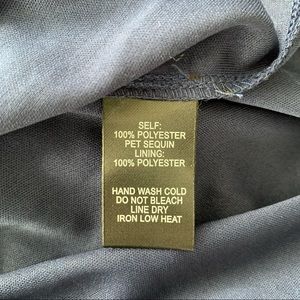 SELF:
100% POLYESTER
PET SEQUIN
LINING:
100% POLYESTER
HAND WASH COLD
DO NOT BLEACH
LINE DRY
IRON LOW HEAT